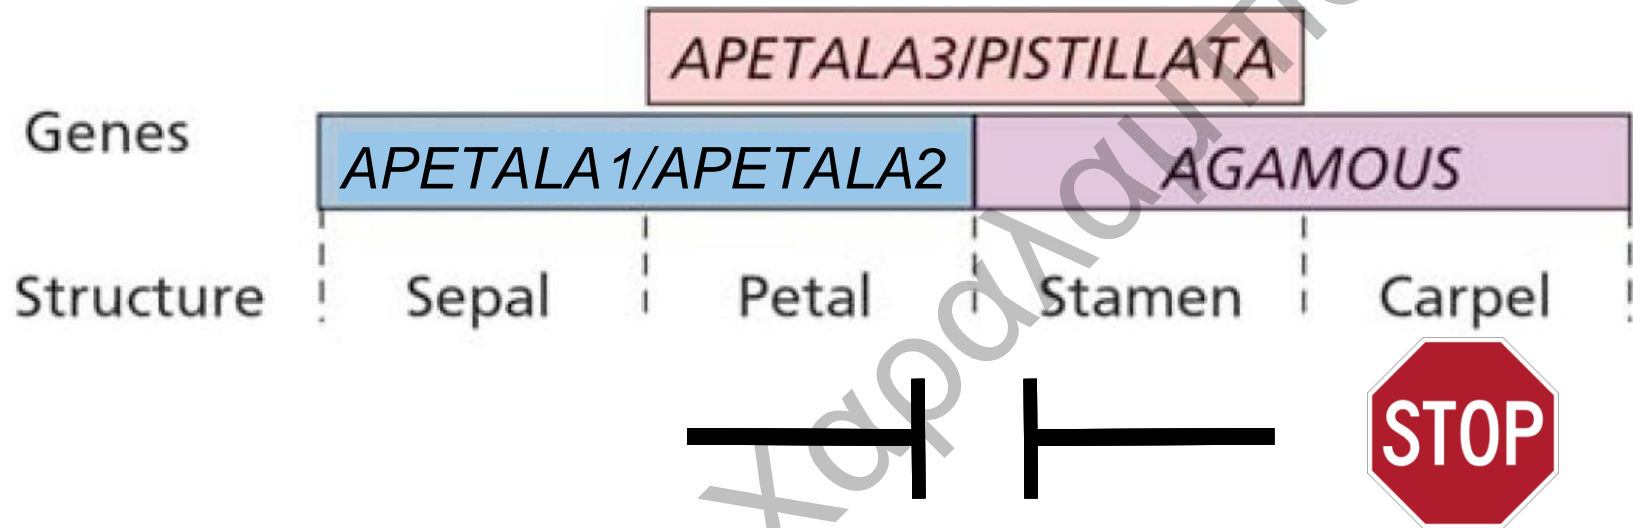 APETALA3/PISTILLATA
Genes
APETALA1/APETALA2 AGAMOUS
Structure Sepal Petal Stamen Carpel
STOP